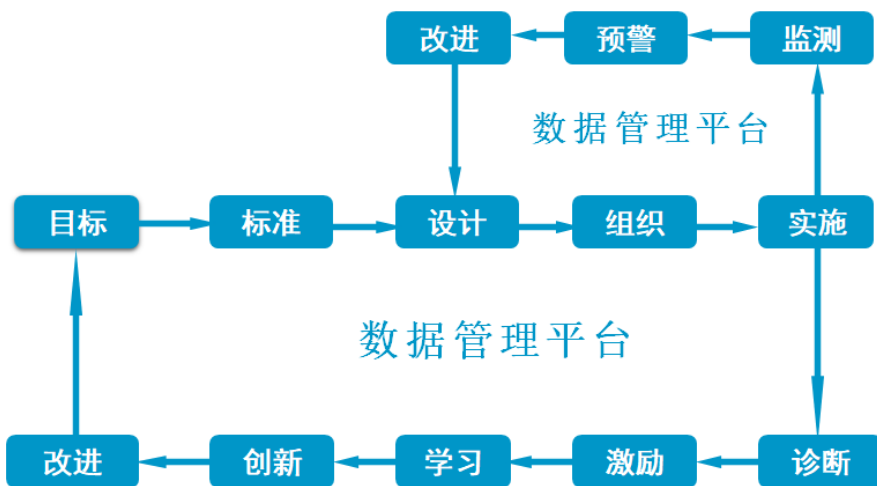 改进 预警 监测
数据管理平台
目标 标准 设计 组织 实施
数据管理平台
改进 创新 学习 激励 诊断